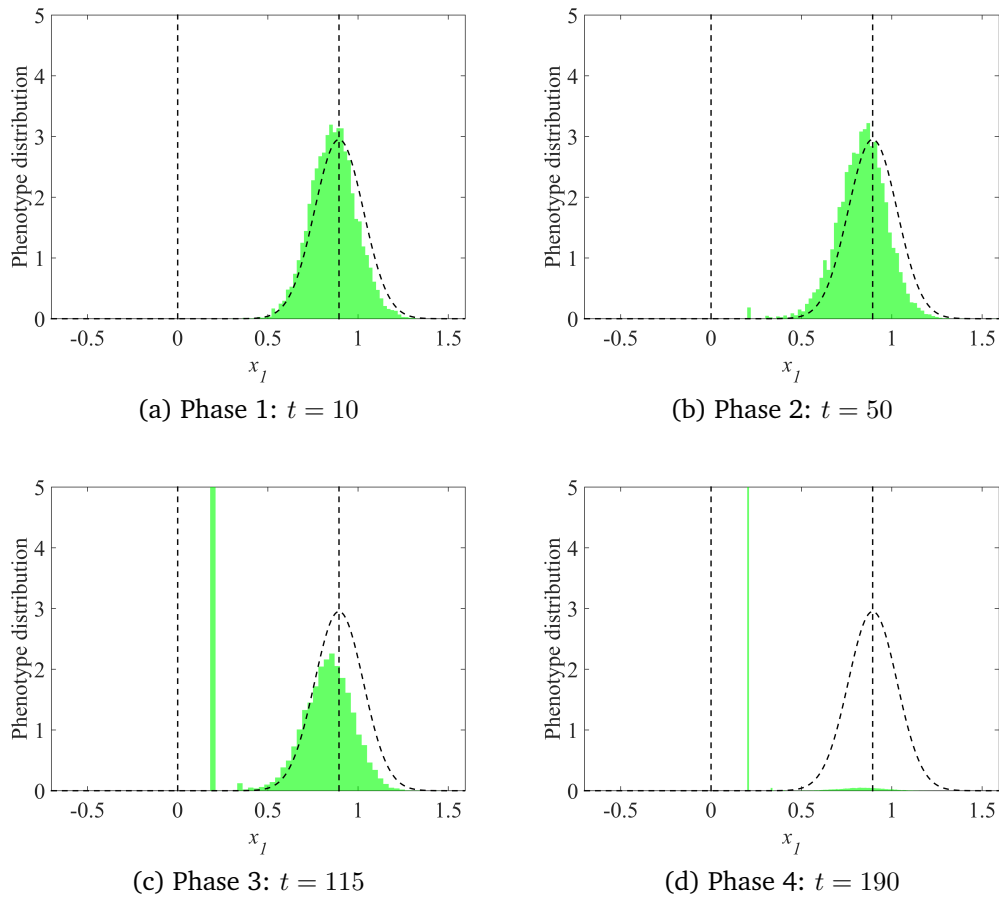 5
4
3
2
1
0
Phenotype distribution
-0.5 0 0.5 1 1.5
x_1
(a) Phase 1: t = 10
5
4
3
2
1
0
Phenotype distribution
-0.5 0 0.5 1 1.5
x_1
(b) Phase 2: t = 50
5
4
3
2
1
0
Phenotype distribution
-0.5 0 0.5 1 1.5
x_1
(c) Phase 3: t = 115
5
4
3
2
1
0
Phenotype distribution
-0.5 0 0.5 1 1.5
x_1
(d) Phase 4: t = 190